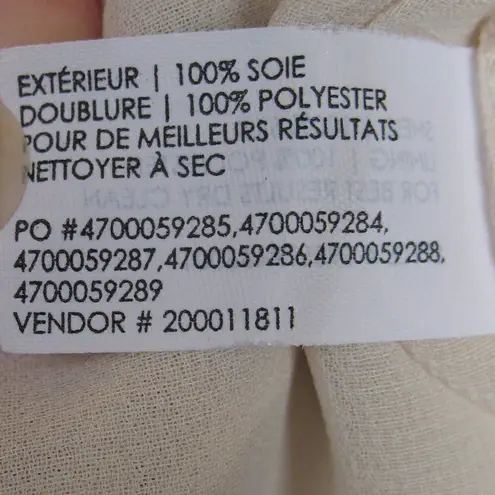 EXTÉRIEUR | 100% SOIE
DOUBLURE | 100% POLYESTER
POUR DE MEILLEURS RÉSULTATS
NETTOYER À SEC
PO #4700059285,4700059284,
4700059287,4700059286,4700059288,
4700059289
VENDOR # 200011811